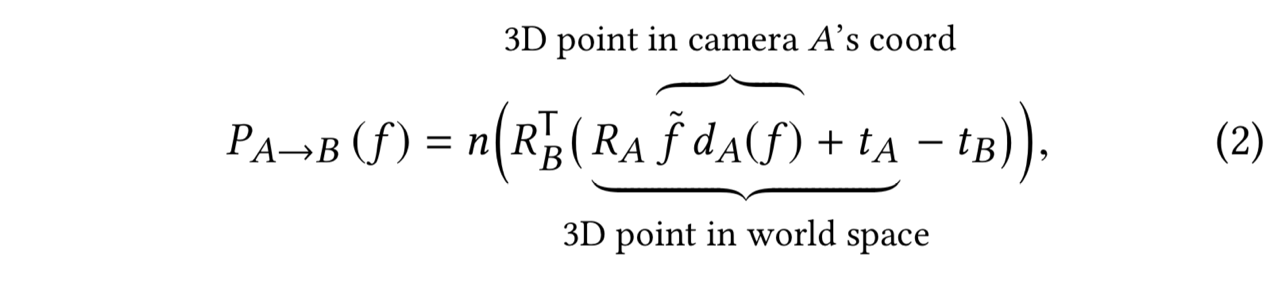 3D point in camera A's coord
P_{A→B}(f) = n(R_B^T(R_A f̃ d_A(f) + t_A − t_B)), (2)
3D point in world space